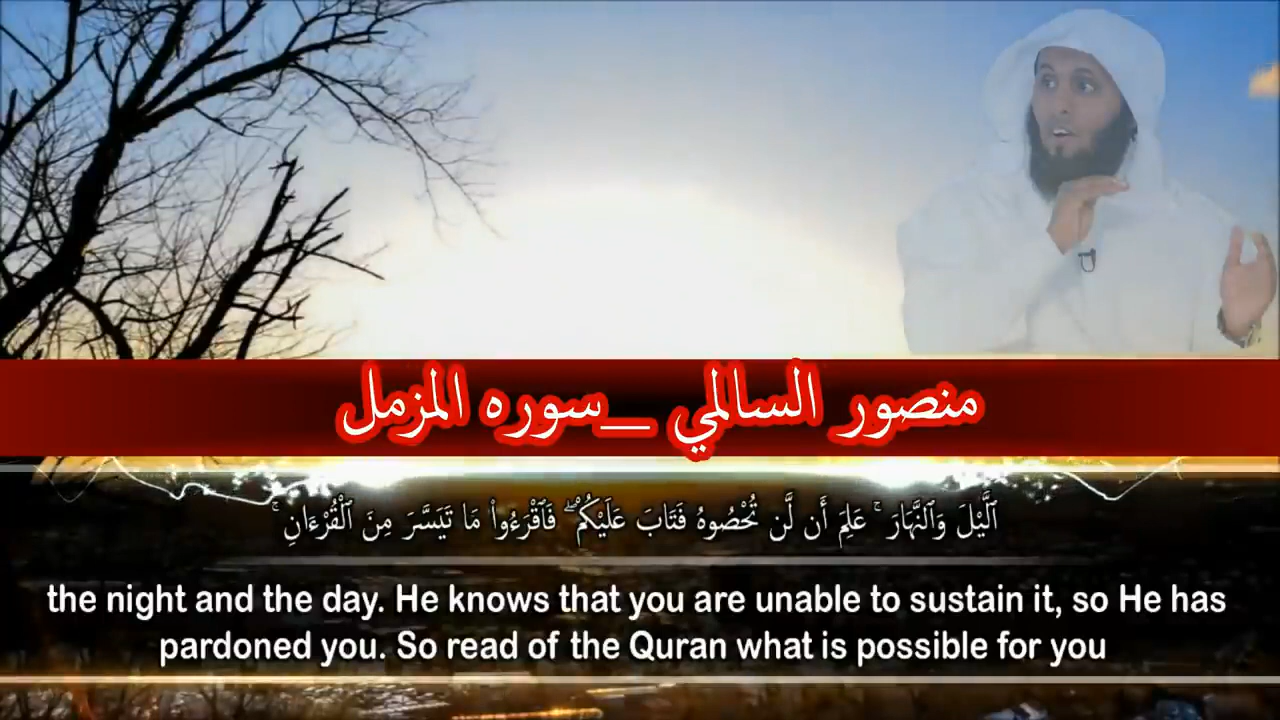 منصور السالمي _سوره المزمل
ٱلَّيْلَ وَٱلنَّهَارَ ۚ عَلِمَ أَن لَّن تُحْصُوهُ فَتَابَ عَلَيْكُمْ ۖ فَٱقْرَءُوا۟ مَا تَيَسَّرَ مِنَ ٱلْقُرْءَانِ ۚ
the night and the day. He knows that you are unable to sustain it, so He has
pardoned you. So read of the Quran what is possible for you